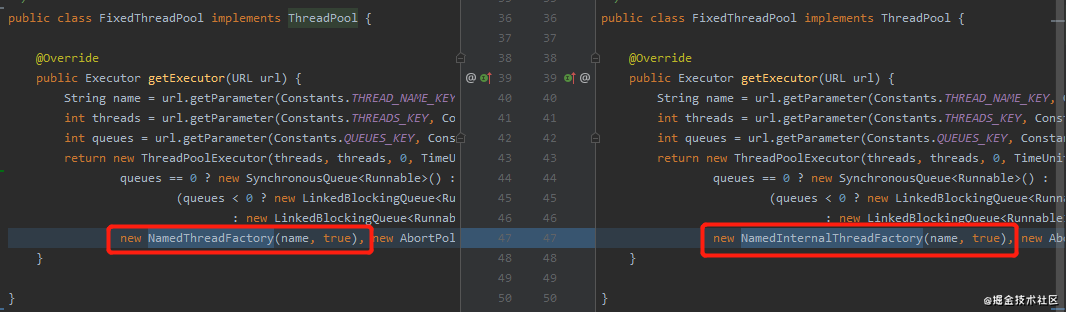 public class FixedThreadPool implements ThreadPool {
@Override
public Executor getExecutor(URL url) {
String name = url.getParameter(Constants.THREAD_NAME_KEY
int threads = url.getParameter(Constants.THREADS_KEY, Co
int queues = url.getParameter(Constants.QUEUES_KEY, Cons
return new ThreadPoolExecutor(threads, threads, 0, TimeU
queues == 0 ? new SynchronousQueue<Runnable>() :
(queues < 0 ? new LinkedBlockingQueue<Ru
: new LinkedBlockingQueue<Runnab
new NamedThreadFactory(name, true), new AbortPol
}
}
36 36
37 37
38 38
@ 39 39 @
40 40
41 41
42 42
43 43
44 44
45 45
46 46
47 47
48 48
49 49
50 50
public class FixedThreadPool implements ThreadPool {
@Override
public Executor getExecutor(URL url) {
String name = url.getParameter(Constants.THREAD_NAME_KEY,
int threads = url.getParameter(Constants.THREADS_KEY, Con
int queues = url.getParameter(Constants.QUEUES_KEY, Const
return new ThreadPoolExecutor(threads, threads, 0, TimeUnit
queues == 0 ? new SynchronousQueue<Runnable>() :
(queues < 0 ? new LinkedBlockingQueue<Run
: new LinkedBlockingQueue<Runnable
new NamedInternalThreadFactory(name, true), new Abo
}
}
@掘金技术社区